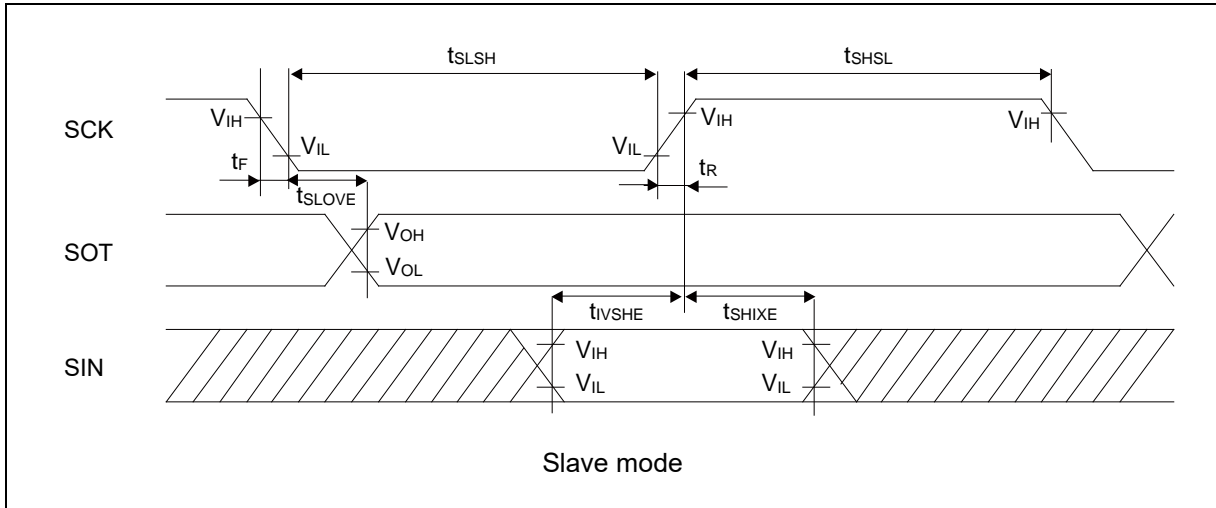 tSLSH
tSHSL
SCK
VIH
VIL
VIL
VIH
VIH
tF
tSLOVE
tR
SOT
VOH
VOL
tIVSHE
tSHIXE
SIN
VIH
VIL
VIH
VIL
Slave mode